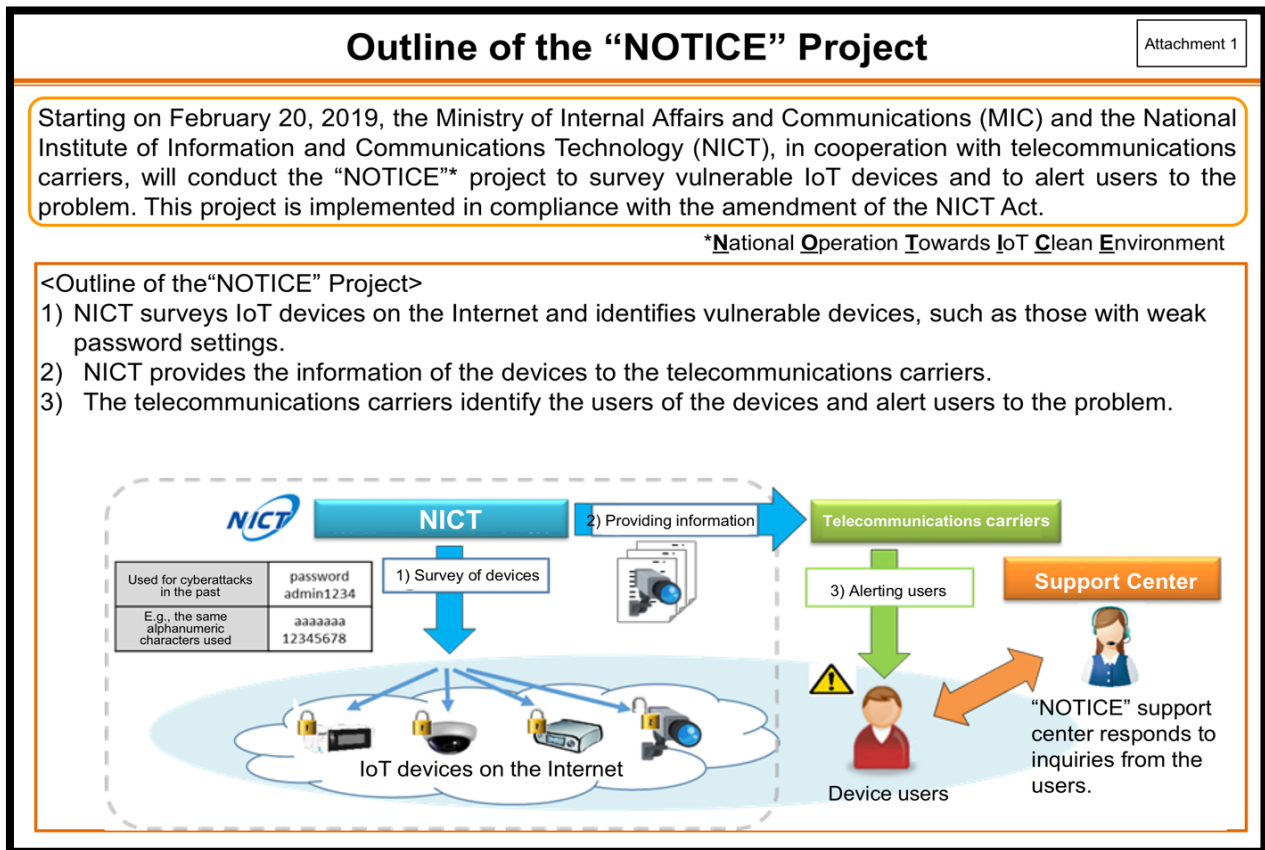 Outline of the “NOTICE” Project
Attachment 1
Starting on February 20, 2019, the Ministry of Internal Affairs and Communications (MIC) and the National
Institute of Information and Communications Technology (NICT), in cooperation with telecommunications
carriers, will conduct the “NOTICE”* project to survey vulnerable IoT devices and to alert users to the
problem. This project is implemented in compliance with the amendment of the NICT Act.
*National Operation Towards IoT Clean Environment
<Outline of the“NOTICE” Project>
1) NICT surveys IoT devices on the Internet and identifies vulnerable devices, such as those with weak
password settings.
2) NICT provides the information of the devices to the telecommunications carriers.
3) The telecommunications carriers identify the users of the devices and alert users to the problem.
NICT
NICT
2) Providing information
Telecommunications carriers
Used for cyberattacks
in the past
password
admin1234
E.g., the same
alphanumeric
characters used
aaaaaaa
12345678
1) Survey of devices
3) Alerting users
Support Center
IoT devices on the Internet
Device users
“NOTICE” support
center responds to
inquiries from the
users.